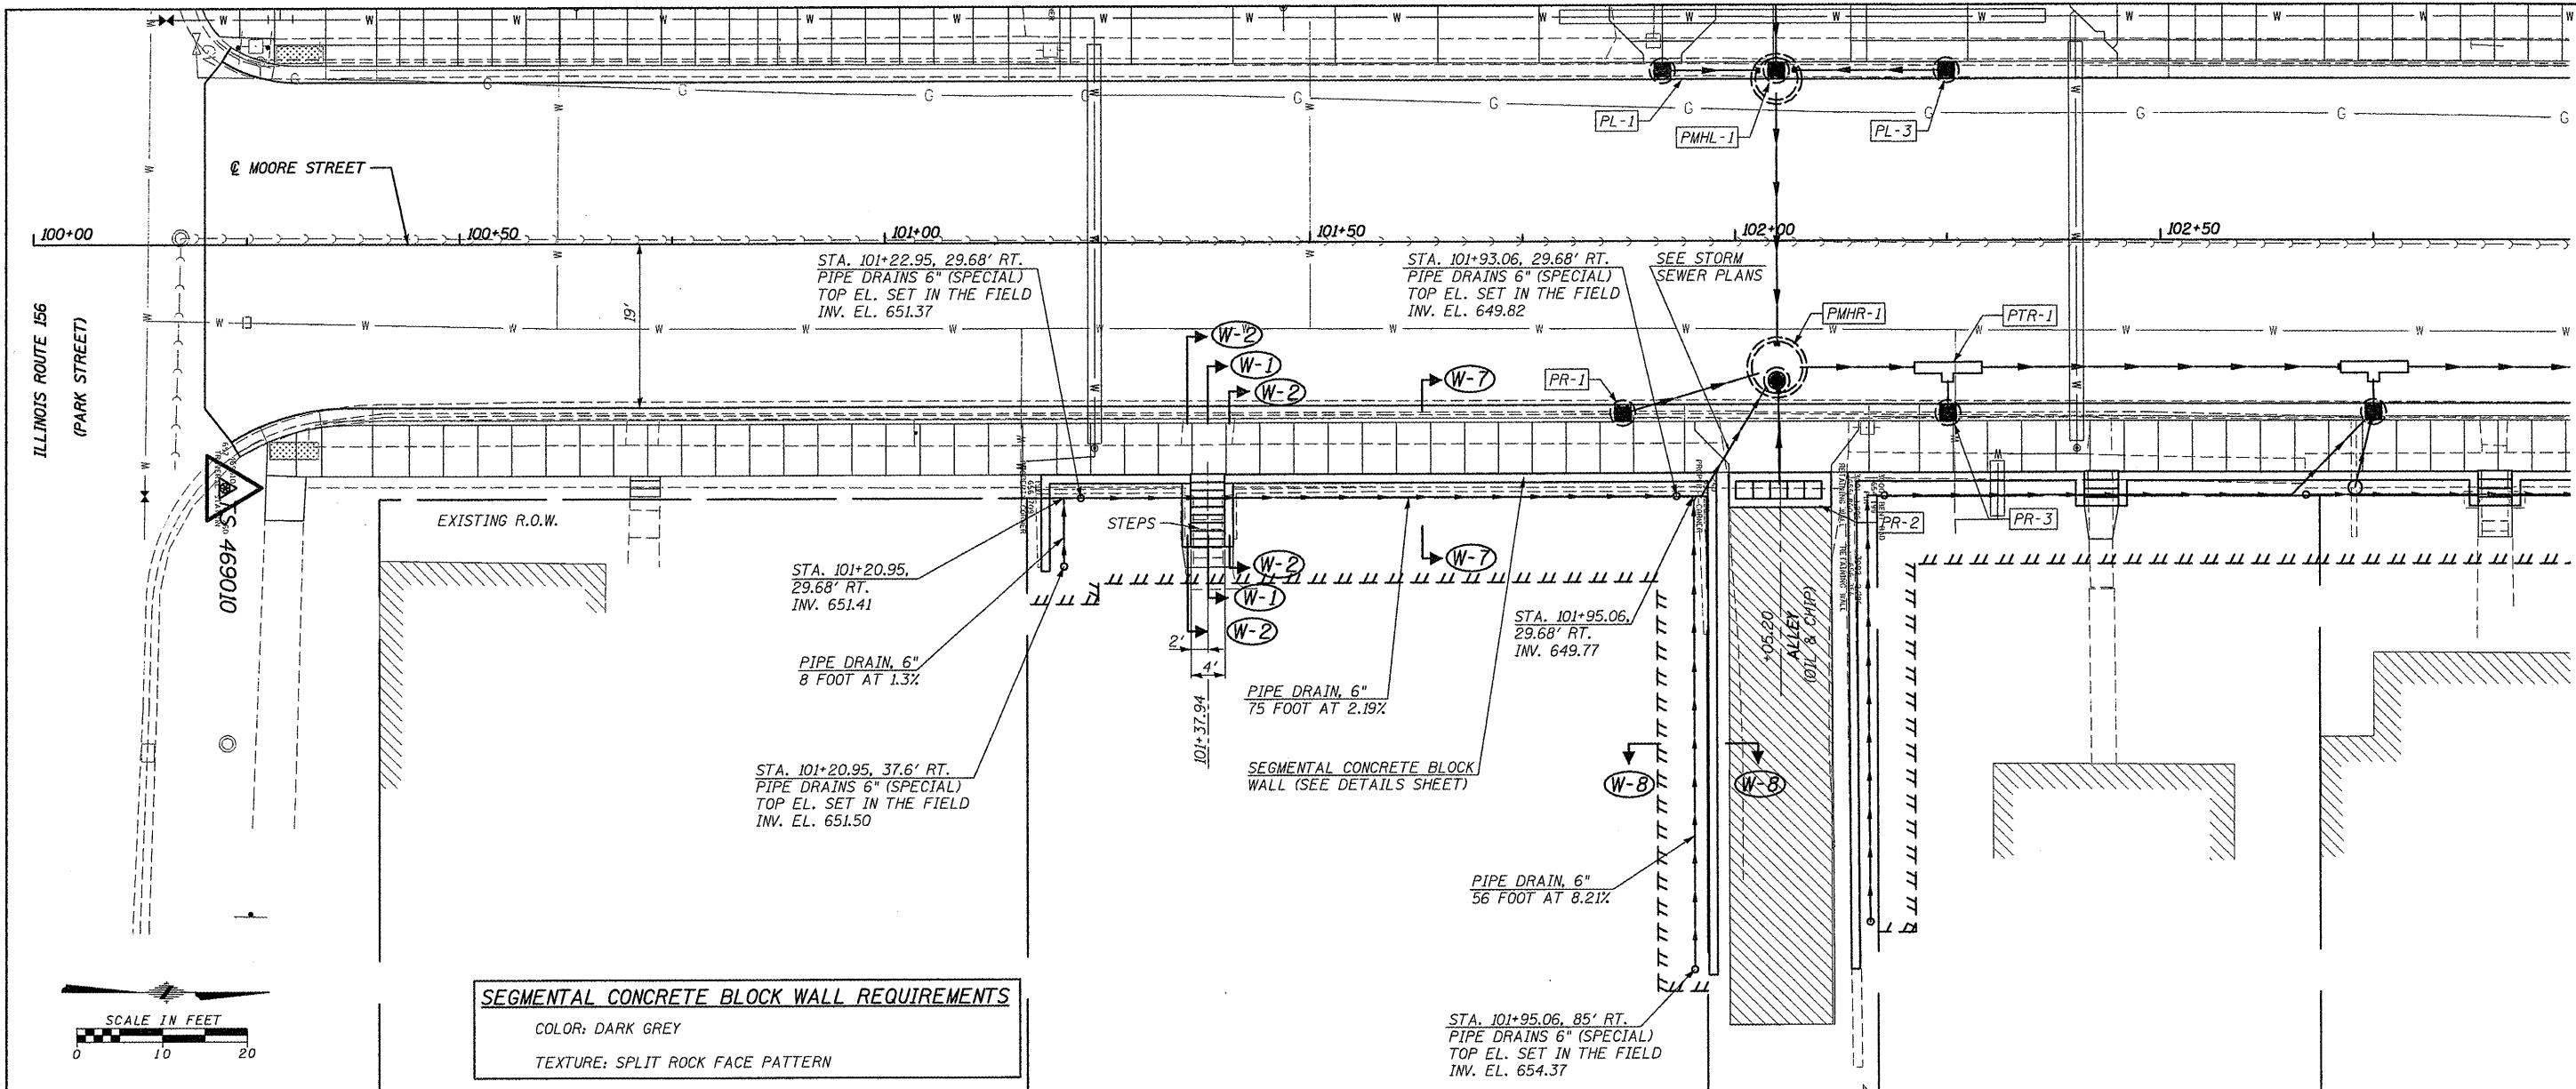 ILLINOIS ROUTE 156
(PARK STREET)
℄ MOORE STREET
100+00
100+50
101+00
101+50
102+00
102+50
PL-1
PMHL-1
PL-3
19'
STA. 101+22.95, 29.68' RT.
PIPE DRAINS 6" (SPECIAL)
TOP EL. SET IN THE FIELD
INV. EL. 651.37
STA. 101+93.06, 29.68' RT.
PIPE DRAINS 6" (SPECIAL)
TOP EL. SET IN THE FIELD
INV. EL. 649.82
SEE STORM
SEWER PLANS
PMHR-1
PTR-1
W-2
W-1
W-2
W-7
PR-1
EXISTING R.O.W.
STEPS
PR-2
PR-3
CS 469010
STA. 101+20.95,
29.68' RT.
INV. 651.41
W-2
W-1
W-2
W-7
STA. 101+95.06,
29.68' RT.
INV. 649.77
+05.20
ALLEY
(OIL & CHIP)
RETAINING WALL
RETAINING WALL
PIPE DRAIN, 6"
8 FOOT AT 1.3%
2'
4'
101+37.94
PIPE DRAIN, 6"
75 FOOT AT 2.19%
STA. 101+20.95, 37.6' RT.
PIPE DRAINS 6" (SPECIAL)
TOP EL. SET IN THE FIELD
INV. EL. 651.50
SEGMENTAL CONCRETE BLOCK
WALL (SEE DETAILS SHEET)
W-8
W-8
PIPE DRAIN, 6"
56 FOOT AT 8.21%
STA. 101+95.06, 85' RT.
PIPE DRAINS 6" (SPECIAL)
TOP EL. SET IN THE FIELD
INV. EL. 654.37
SCALE IN FEET
0 10 20
SEGMENTAL CONCRETE BLOCK WALL REQUIREMENTS
COLOR: DARK GREY
TEXTURE: SPLIT ROCK FACE PATTERN